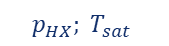 p_HX; T_sat